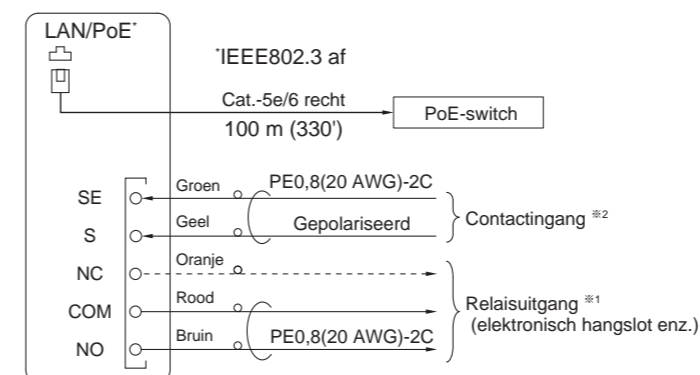 LAN/PoE*
*IEEE802.3 af
Cat.-5e/6 recht
100 m (330')
PoE-switch
SE
Groen
PE0,8(20 AWG)-2C
S
Geel
Gepolariseerd
Contactingang ※2
NC
Oranje
COM
Rood
Relaisuitgang ※1
(elektronisch hangslot enz.)
NO
Bruin
PE0,8(20 AWG)-2C